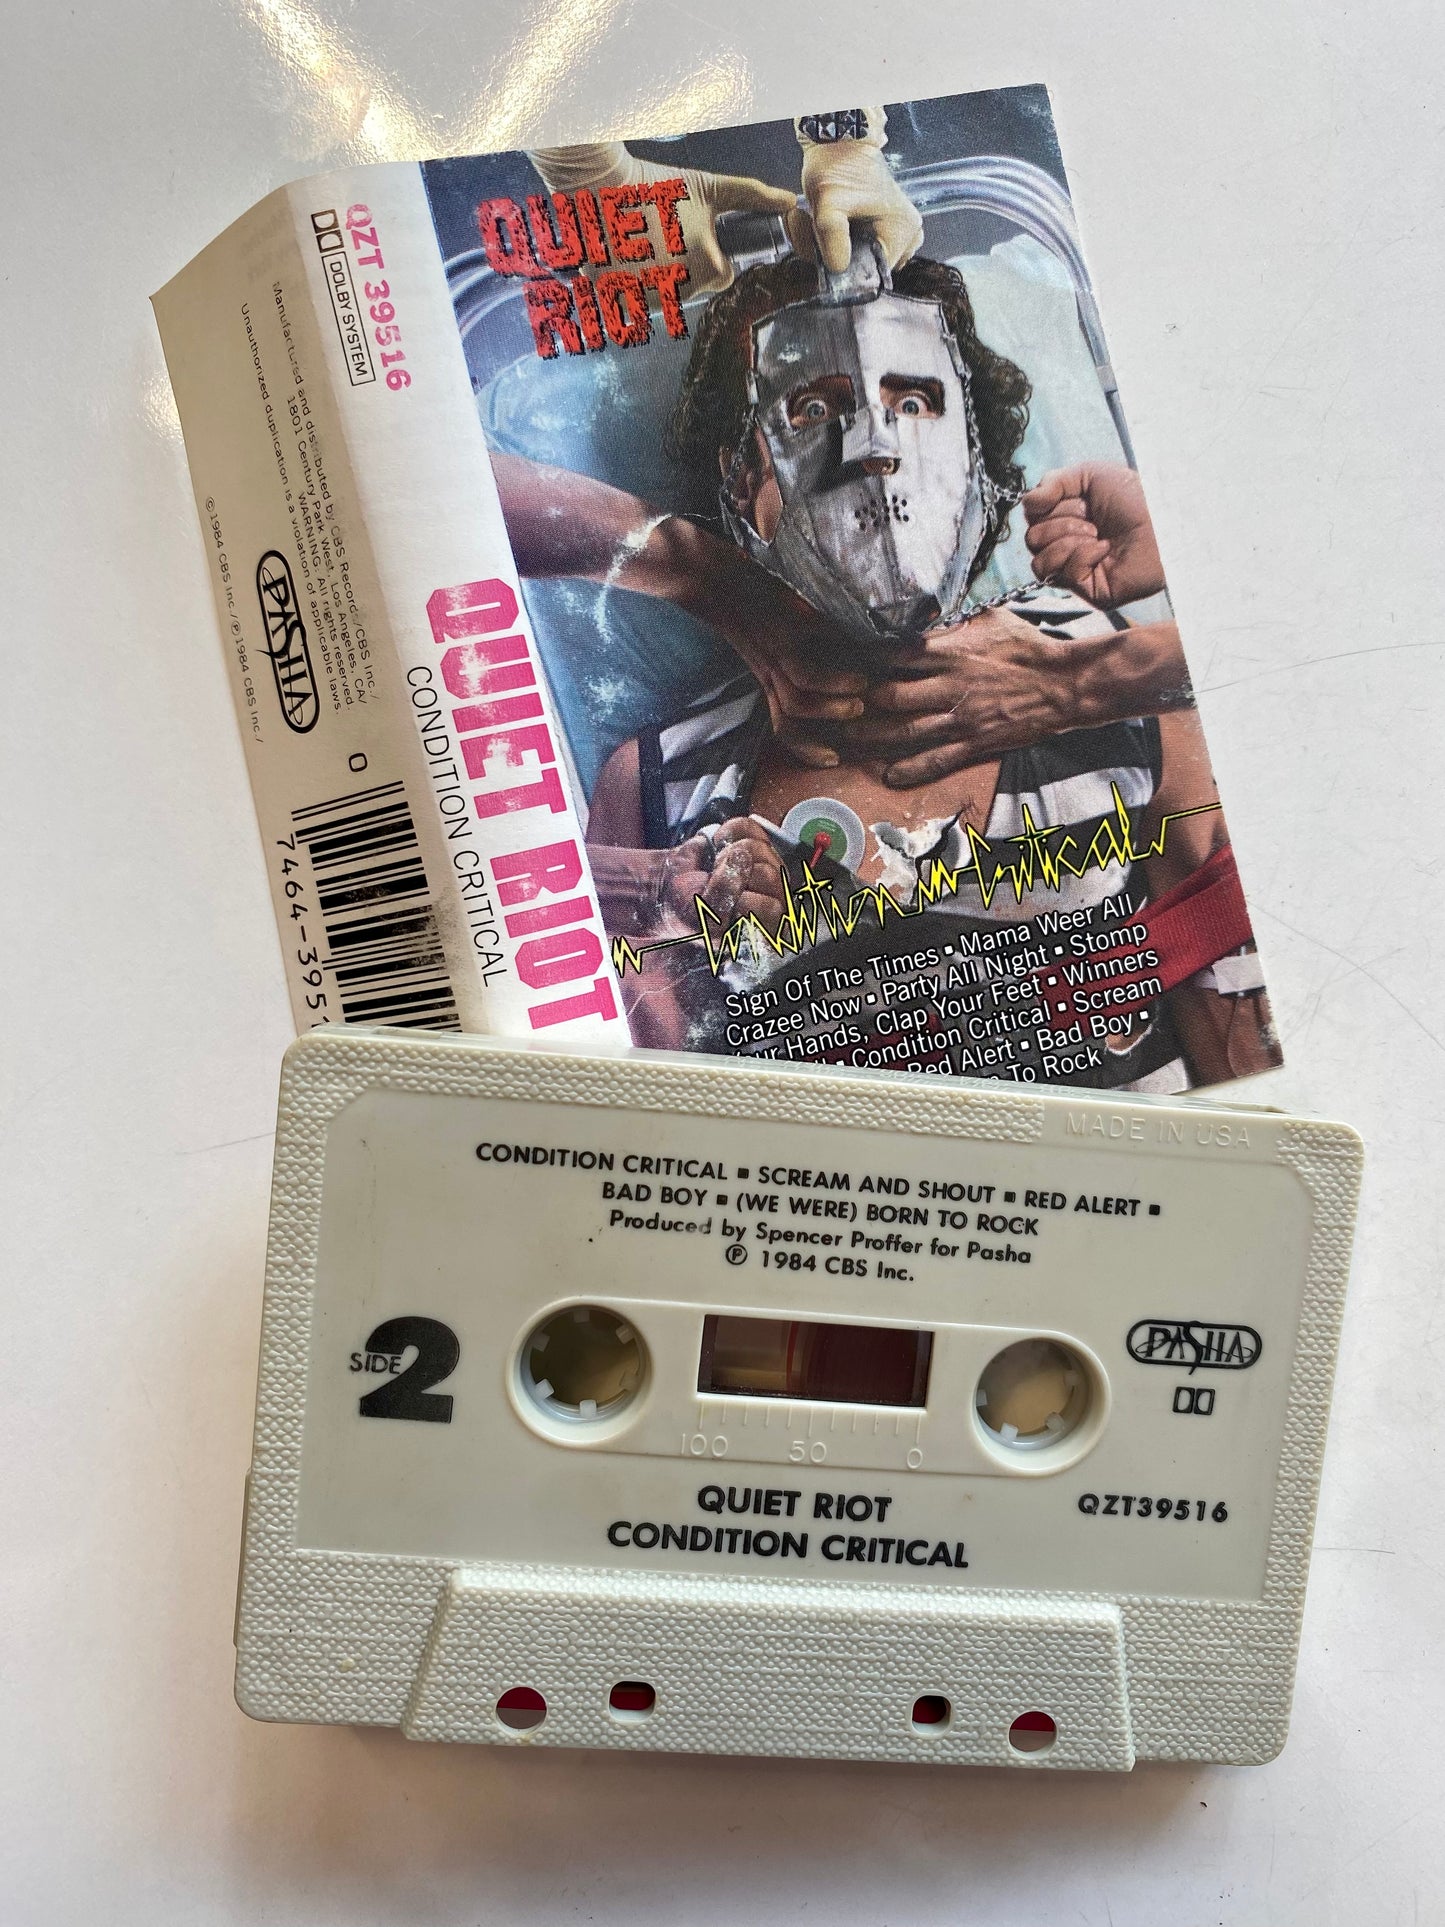 QUIET
RIOT
Condition Critical
Sign Of The Times ▪ Mama Weer All
Crazee Now ▪ Party All Night ▪ Stomp
Your Hands, Clap Your Feet ▪ Winners
▪ Condition Critical ▪ Scream
Red Alert ▪ Bad Boy ▪
To Rock
QZT 39516
DOLBY SYSTEM
QUIET RIOT
CONDITION CRITICAL
Manufactured and distributed by CBS Records/CBS Inc./
1801 Century Park West, Los Angeles, CA/
WARNING: All rights reserved.
Unauthorized duplication is a violation of applicable laws.
© 1984 CBS Inc./℗ 1984 CBS Inc./
PASHA
0
7464-395
MADE IN USA
CONDITION CRITICAL ▪ SCREAM AND SHOUT ▪ RED ALERT ▪
BAD BOY ▪ (WE WERE) BORN TO ROCK
Produced by Spencer Proffer for Pasha
℗ 1984 CBS Inc.
SIDE 2
PASHA
100 50 0
QUIET RIOT
CONDITION CRITICAL
QZT39516